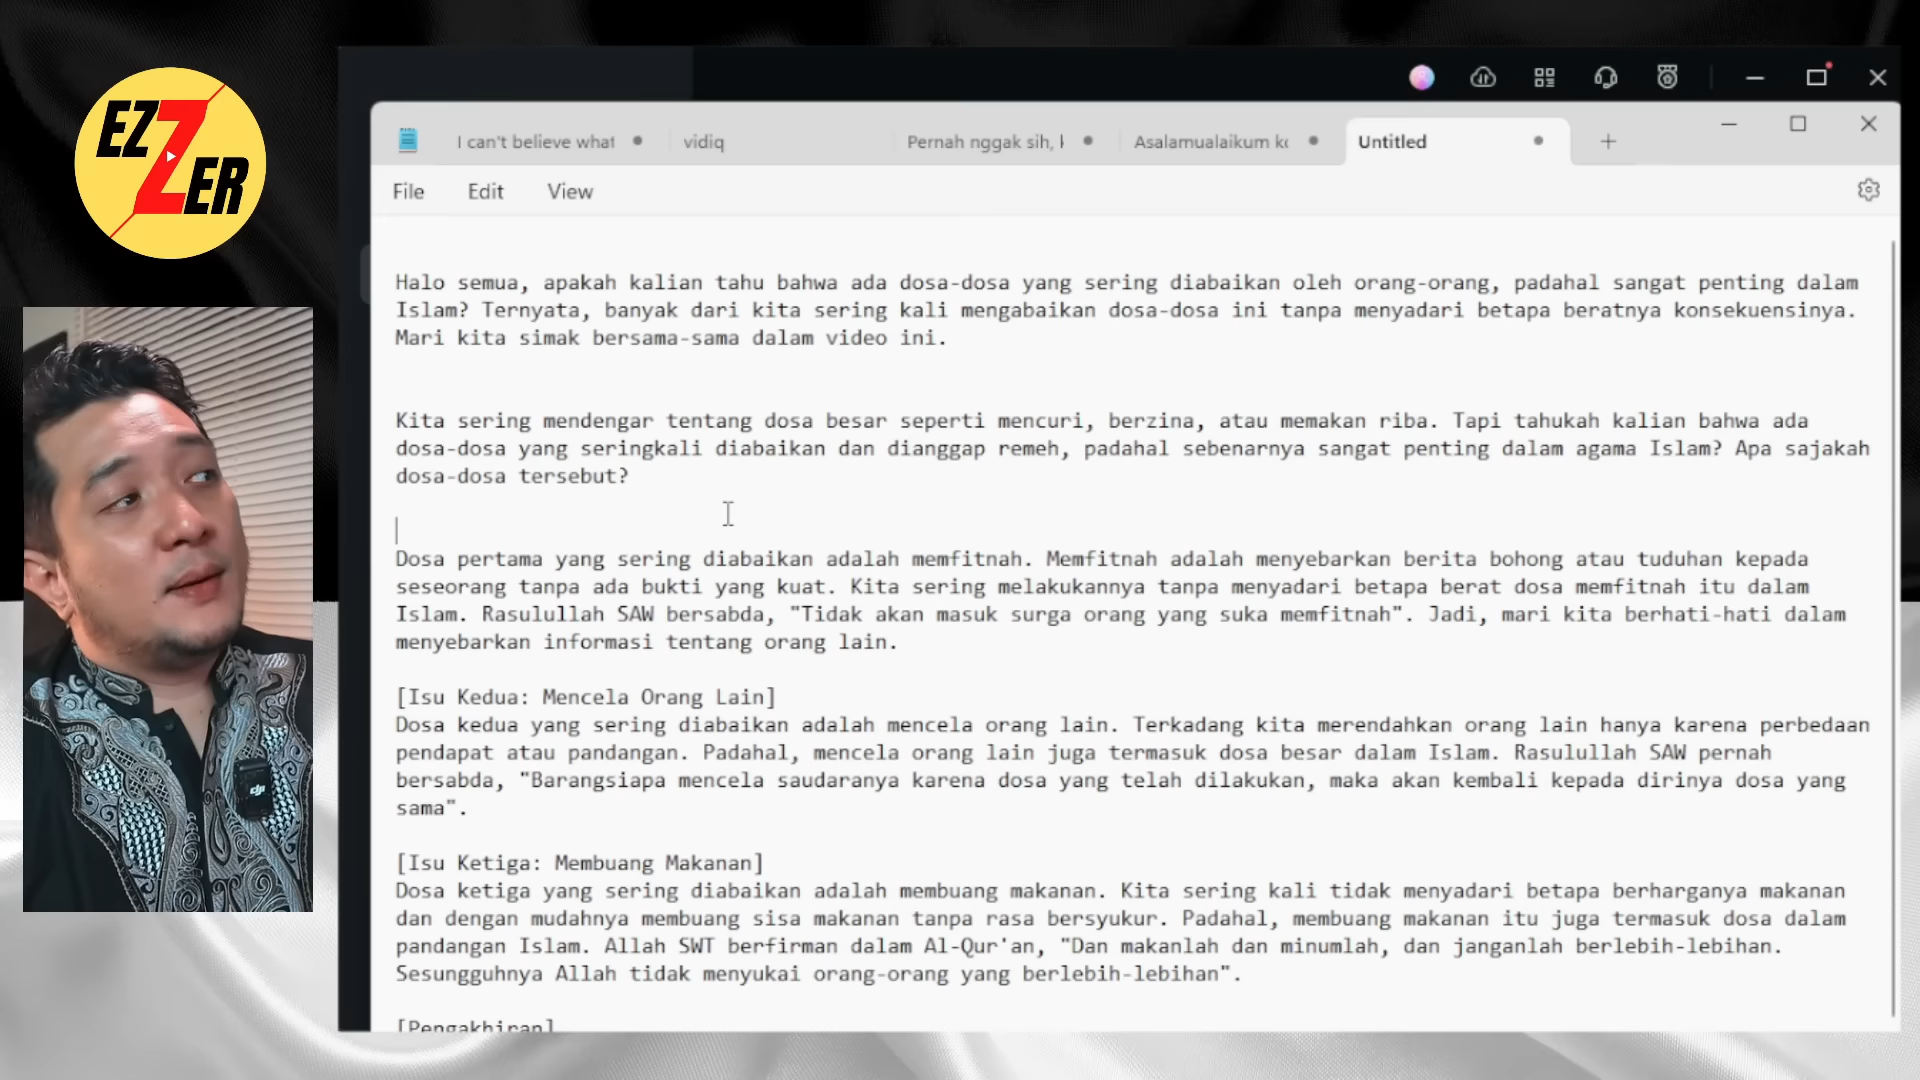 EZ
Z
ER
I can't believe what
vidiq
Pernah nggak sih, k
Asalamualaikum ko
Untitled
File
Edit
View
Halo semua, apakah kalian tahu bahwa ada dosa-dosa yang sering diabaikan oleh orang-orang, padahal sangat penting dalam
Islam? Ternyata, banyak dari kita sering kali mengabaikan dosa-dosa ini tanpa menyadari betapa beratnya konsekuensinya.
Mari kita simak bersama-sama dalam video ini.
Kita sering mendengar tentang dosa besar seperti mencuri, berzina, atau memakan riba. Tapi tahukah kalian bahwa ada
dosa-dosa yang seringkali diabaikan dan dianggap remeh, padahal sebenarnya sangat penting dalam agama Islam? Apa sajakah
dosa-dosa tersebut?
Dosa pertama yang sering diabaikan adalah memfitnah. Memfitnah adalah menyebarkan berita bohong atau tuduhan kepada
seseorang tanpa ada bukti yang kuat. Kita sering melakukannya tanpa menyadari betapa berat dosa memfitnah itu dalam
Islam. Rasulullah SAW bersabda, "Tidak akan masuk surga orang yang suka memfitnah". Jadi, mari kita berhati-hati dalam
menyebarkan informasi tentang orang lain.
[Isu Kedua: Mencela Orang Lain]
Dosa kedua yang sering diabaikan adalah mencela orang lain. Terkadang kita merendahkan orang lain hanya karena perbedaan
pendapat atau pandangan. Padahal, mencela orang lain juga termasuk dosa besar dalam Islam. Rasulullah SAW pernah
bersabda, "Barangsiapa mencela saudaranya karena dosa yang telah dilakukan, maka akan kembali kepada dirinya dosa yang
sama".
[Isu Ketiga: Membuang Makanan]
Dosa ketiga yang sering diabaikan adalah membuang makanan. Kita sering kali tidak menyadari betapa berharganya makanan
dan dengan mudahnya membuang sisa makanan tanpa rasa bersyukur. Padahal, membuang makanan itu juga termasuk dosa dalam
pandangan Islam. Allah SWT berfirman dalam Al-Qur'an, "Dan makanlah dan minumlah, dan janganlah berlebih-lebihan.
Sesungguhnya Allah tidak menyukai orang-orang yang berlebih-lebihan".
[Pengakhiran]
dji